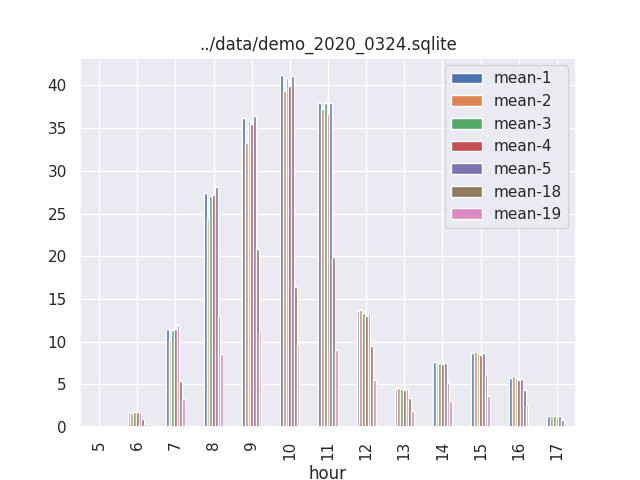 ../data/demo_2020_0324.sqlite
40
35
30
25
20
15
10
5
0
mean-1
mean-2
mean-3
mean-4
mean-5
mean-18
mean-19
5 6 7 8 9 10 11 12 13 14 15 16 17
hour